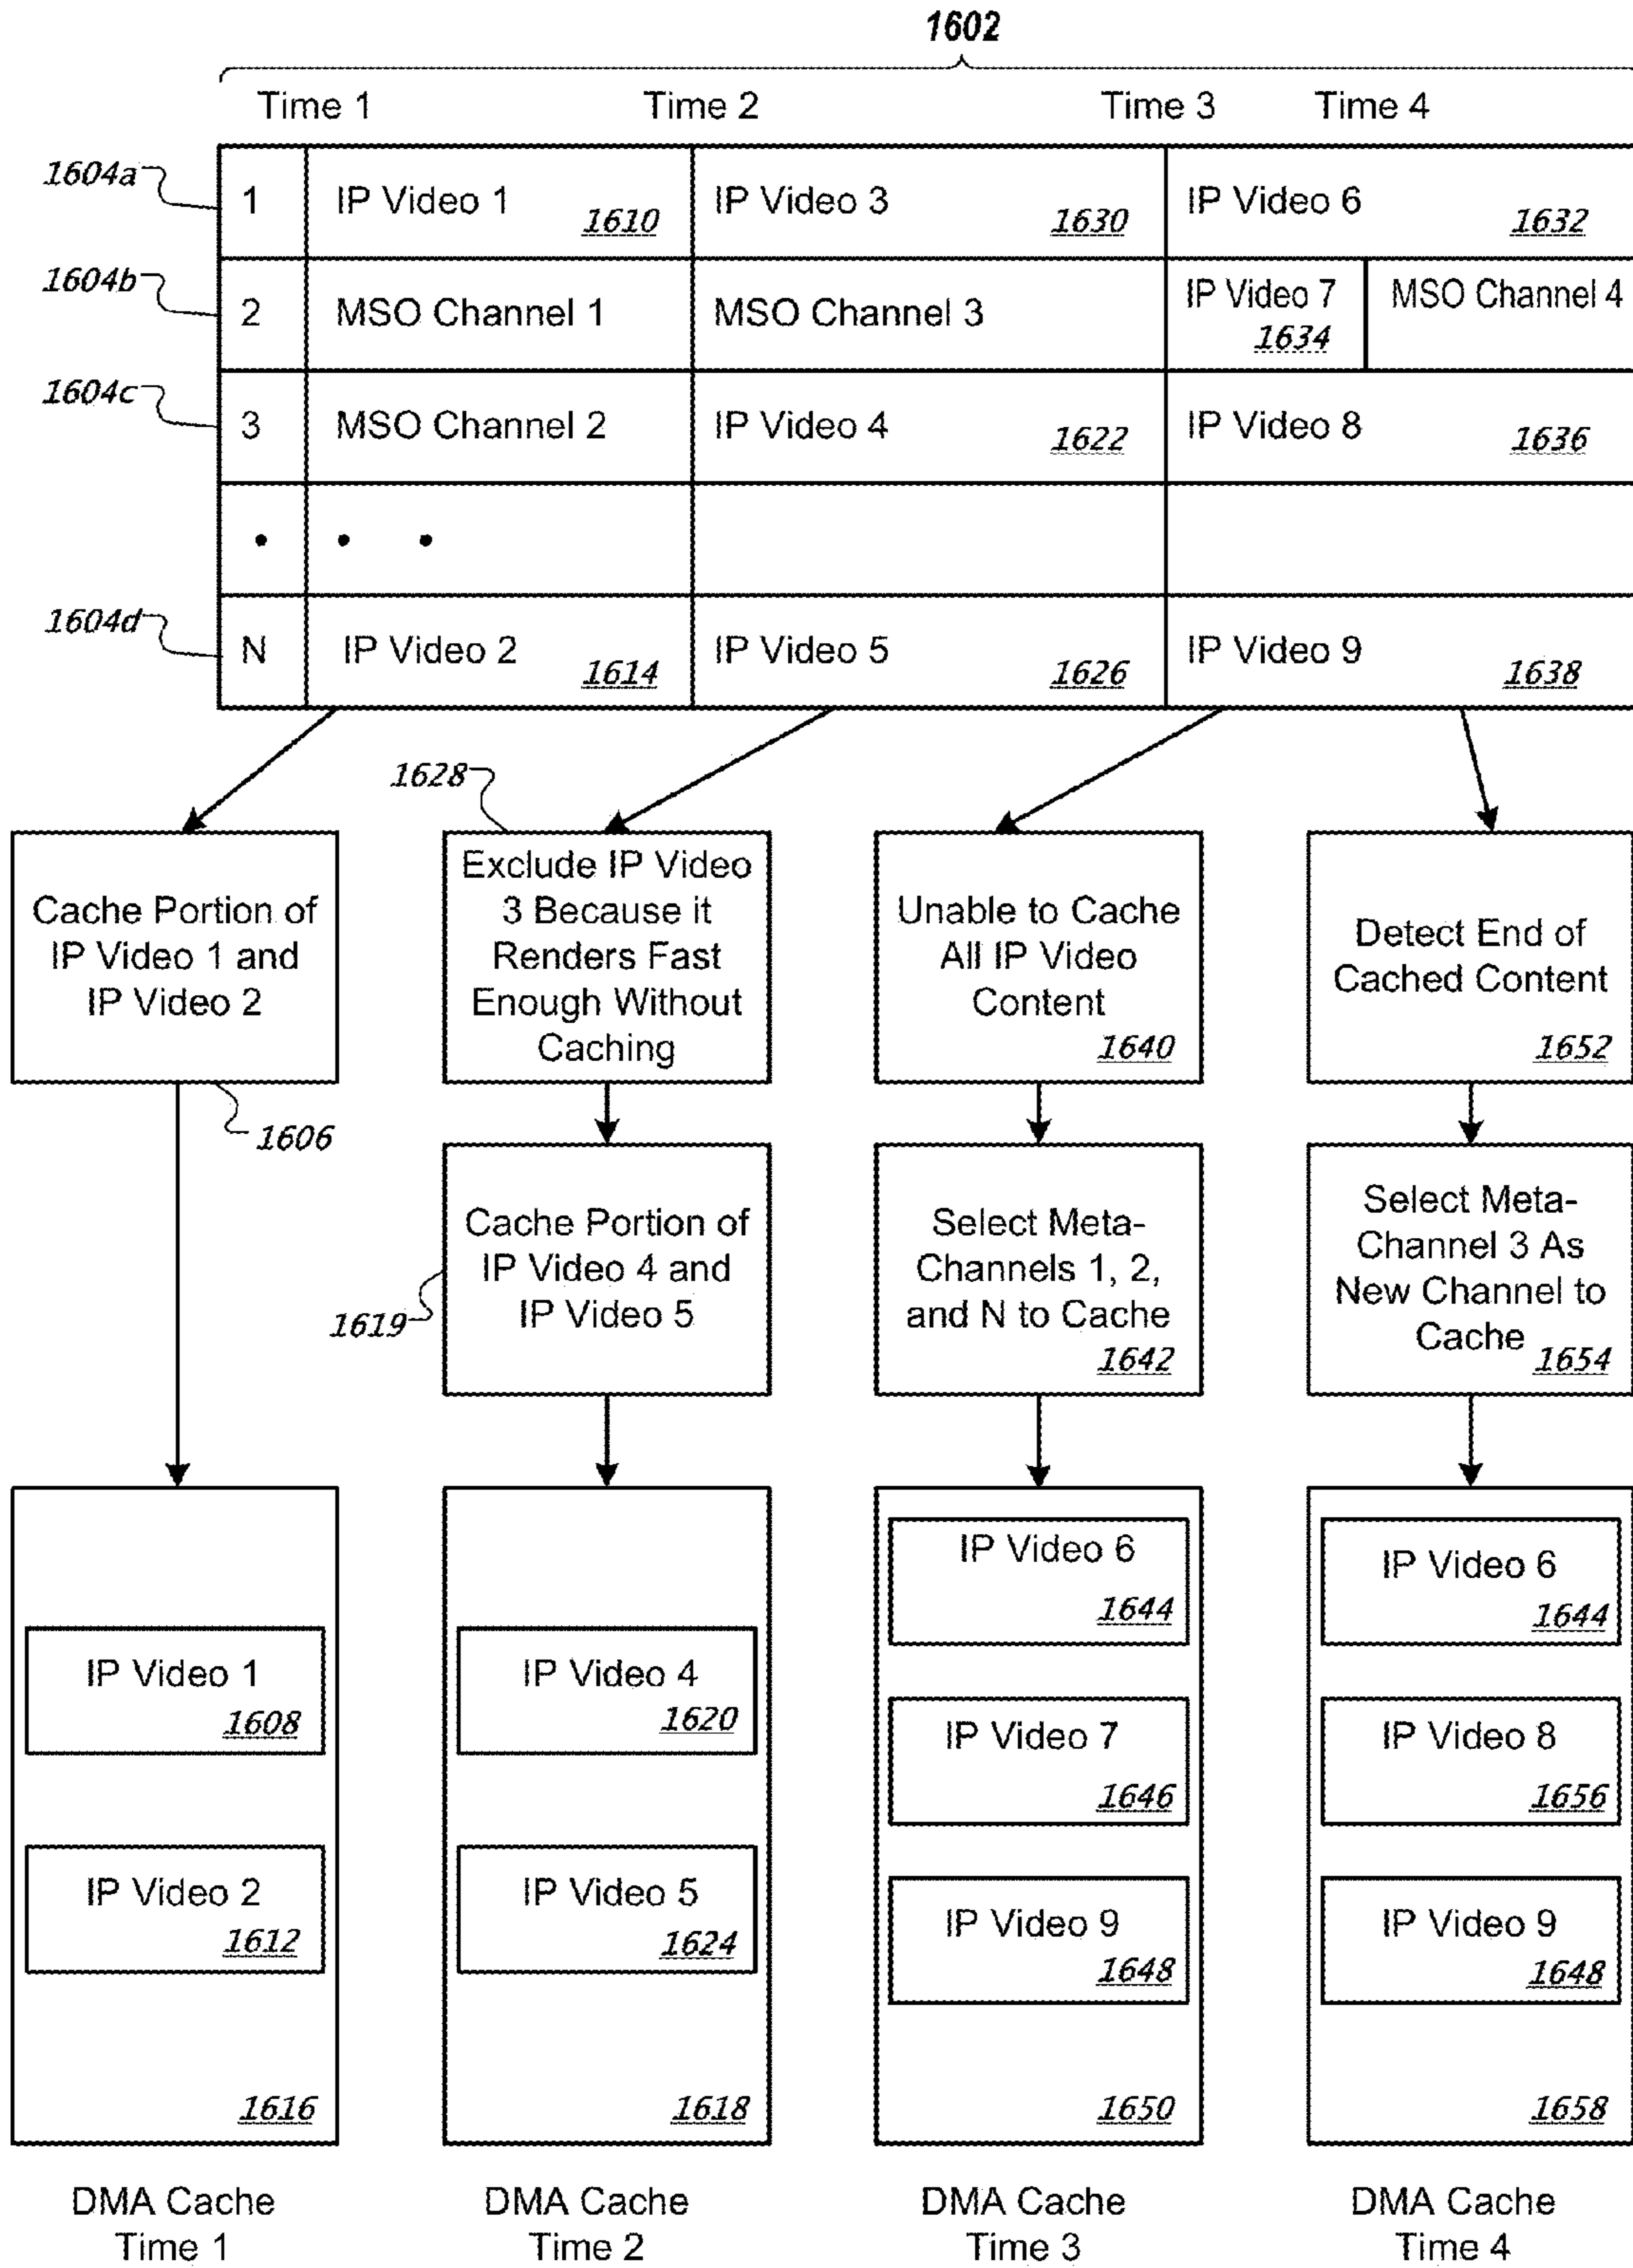 1602
Time 1 Time 2 Time 3 Time 4
1604a 1 IP Video 1 1610 IP Video 3 1630 IP Video 6 1632
1604b 2 MSO Channel 1 MSO Channel 3 IP Video 7 1634 MSO Channel 4
1604c 3 MSO Channel 2 IP Video 4 1622 IP Video 8 1636
1604d N IP Video 2 1614 IP Video 5 1626 IP Video 9 1638
Cache Portion of
IP Video 1 and
IP Video 2
1606
1628
Exclude IP Video
3 Because it
Renders Fast
Enough Without
Caching
Unable to Cache
All IP Video
Content
1640
Detect End of
Cached Content
1652
Cache Portion of
IP Video 4 and
IP Video 5
1619
Select Meta-
Channels 1, 2,
and N to Cache
1642
Select Meta-
Channel 3 As
New Channel to
Cache
1654
IP Video 1
1608
IP Video 2
1612
1616
IP Video 4
1620
IP Video 5
1624
1618
IP Video 6
1644
IP Video 7
1646
IP Video 9
1648
1650
IP Video 6
1644
IP Video 8
1656
IP Video 9
1648
1658
DMA Cache
Time 1
DMA Cache
Time 2
DMA Cache
Time 3
DMA Cache
Time 4